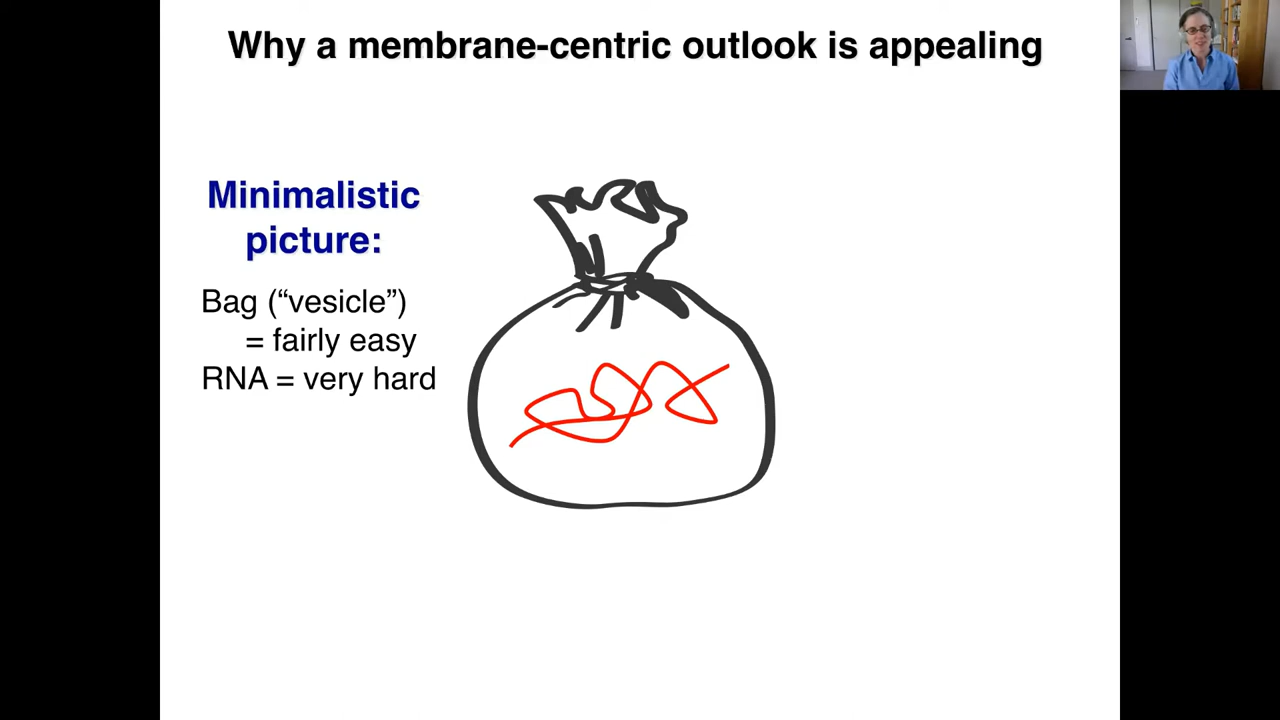 Why a membrane-centric outlook is appealing
Minimalistic
picture:
Bag (“vesicle”)
= fairly easy
RNA = very hard